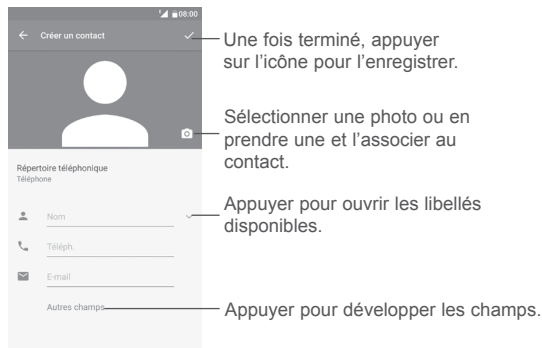 08:00
Créer un contact
Une fois terminé, appuyer
sur l'icône pour l'enregistrer.
Sélectionner une photo ou en
prendre une et l'associer au
contact.
Répertoire téléphonique
Téléphone
Appuyer pour ouvrir les libellés
disponibles.
Nom
Téléph.
E-mail
Autres champs
Appuyer pour développer les champs.